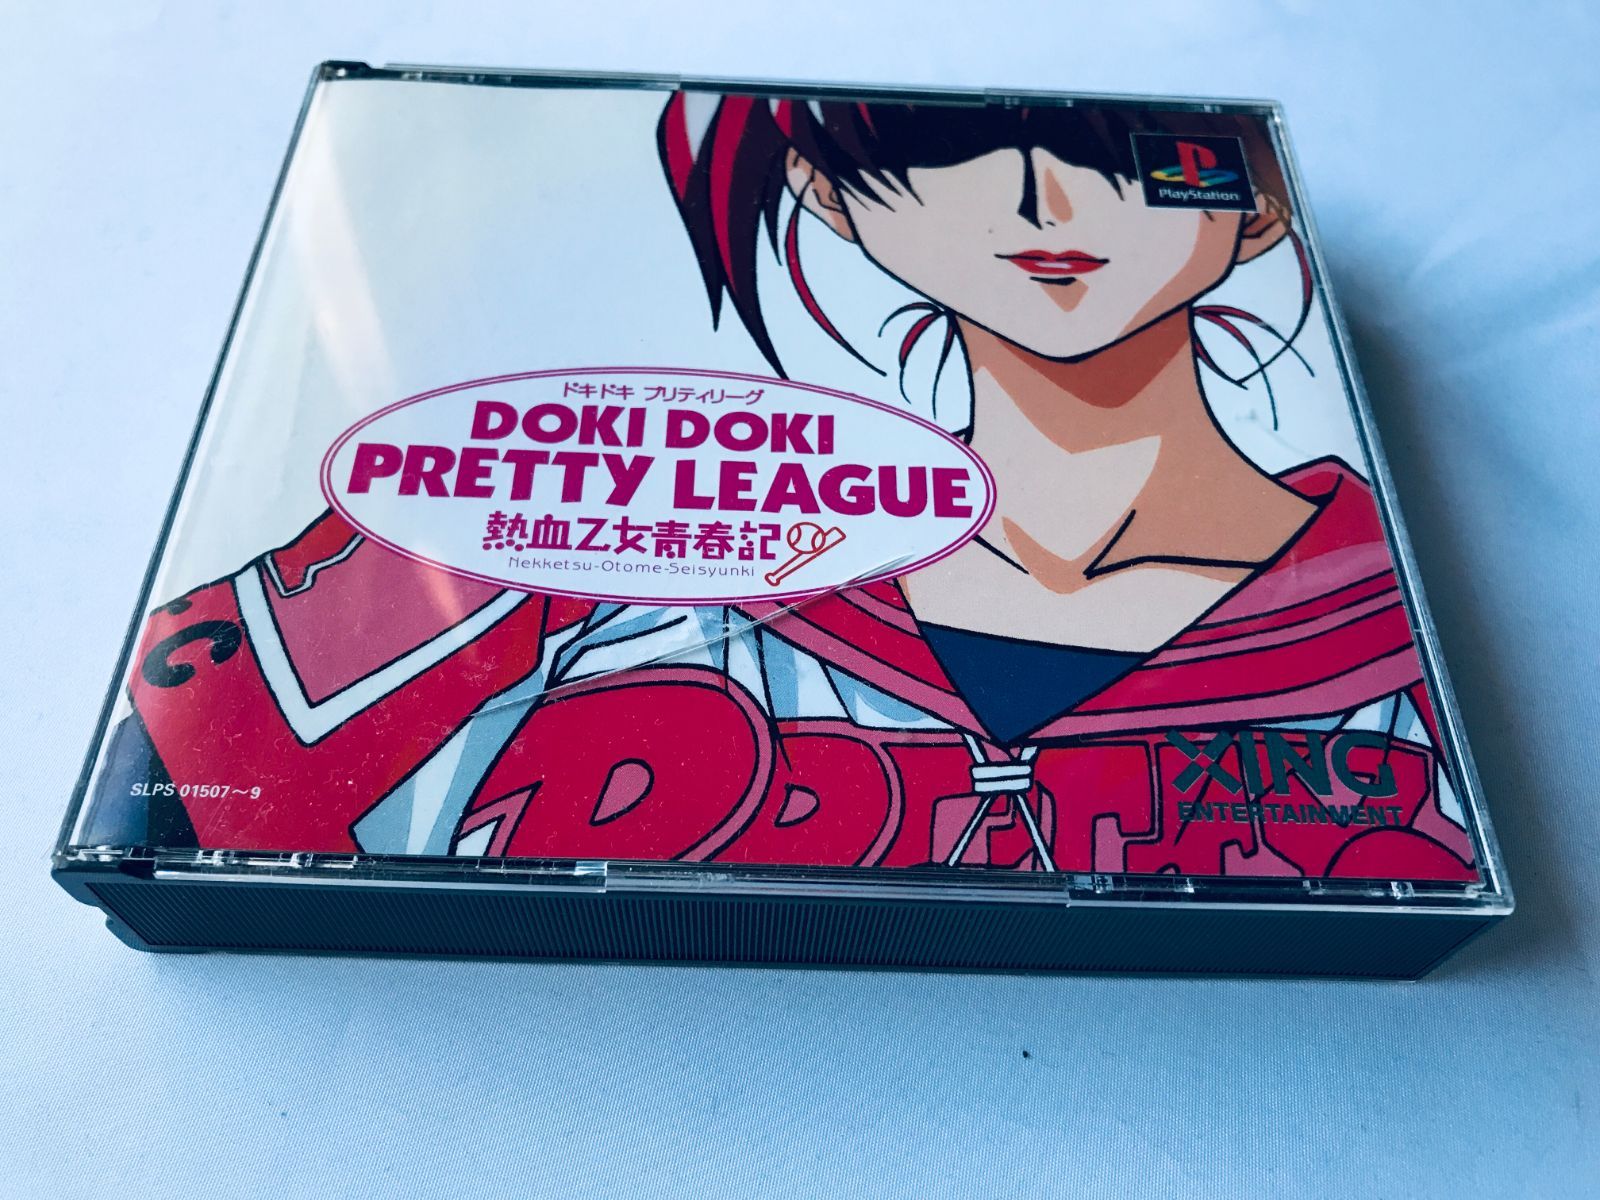 PlayStation
ドキドキ プリティリーグ
DOKI DOKI
PRETTY LEAGUE
熱血乙女青春記
Nekketsu-Otome-Seisyunki
SLPS 01507~9
XING
ENTERTAINMENT